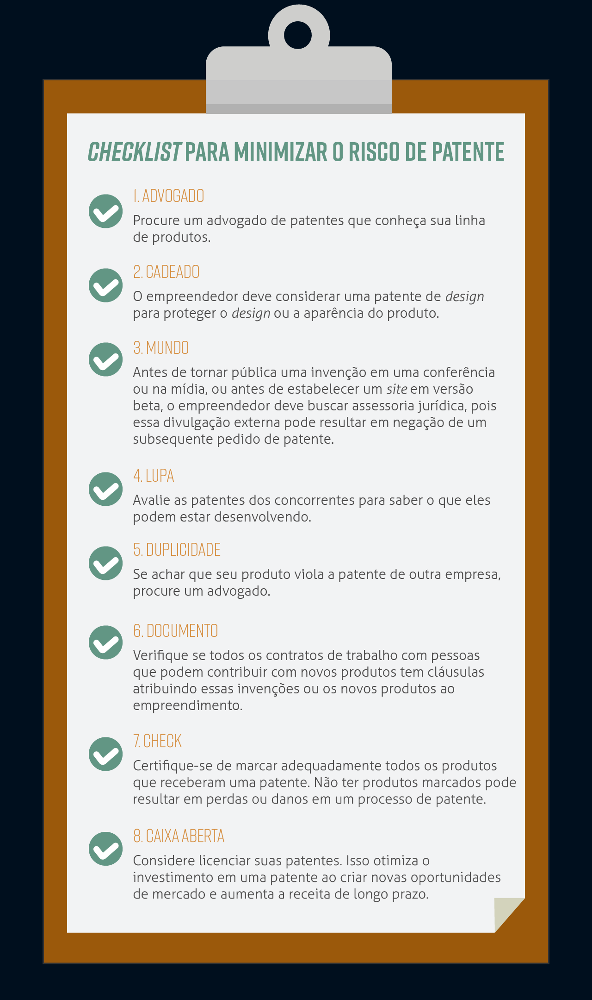 CHECKLIST PARA MINIMIZAR O RISCO DE PATENTE
1. ADVOGADO
Procure um advogado de patentes que conheça sua linha
de produtos.
2. CADEADO
O empreendedor deve considerar uma patente de design
para proteger o design ou a aparência do produto.
3. MUNDO
Antes de tornar pública uma invenção em uma conferência
ou na mídia, ou antes de estabelecer um site em versão
beta, o empreendedor deve buscar assessoria jurídica, pois
essa divulgação externa pode resultar em negação de um
subsequente pedido de patente.
4. LUPA
Avalie as patentes dos concorrentes para saber o que eles
podem estar desenvolvendo.
5. DUPLICIDADE
Se achar que seu produto viola a patente de outra empresa,
procure um advogado.
6. DOCUMENTO
Verifique se todos os contratos de trabalho com pessoas
que podem contribuir com novos produtos tem cláusulas
atribuindo essas invenções ou os novos produtos ao
empreendimento.
7. CHECK
Certifique-se de marcar adequadamente todos os produtos
que receberam uma patente. Não ter produtos marcados pode
resultar em perdas ou danos em um processo de patente.
8. CAIXA ABERTA
Considere licenciar suas patentes. Isso otimiza o
investimento em uma patente ao criar novas oportunidades
de mercado e aumenta a receita de longo prazo.